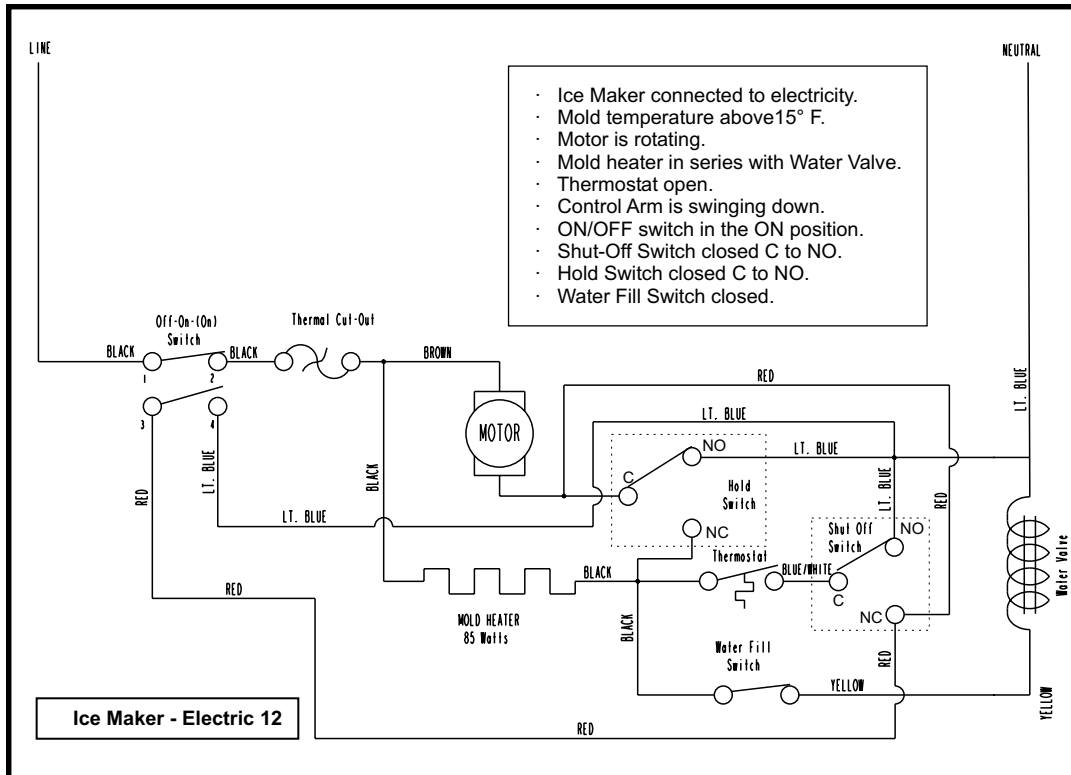 LINE
NEUTRAL
· Ice Maker connected to electricity.
· Mold temperature above15° F.
· Motor is rotating.
· Mold heater in series with Water Valve.
· Thermostat open.
· Control Arm is swinging down.
· ON/OFF switch in the ON position.
· Shut-Off Switch closed C to NO.
· Hold Switch closed C to NO.
· Water Fill Switch closed.
Off-On-(On)
Switch
Thermal Cut-Out
BLACK
BLACK
BROWN
1
2
3
4
RED
LT. BLUE
LT. BLUE
MOTOR
NO
LT. BLUE
C
Hold
Switch
NC
BLACK
RED
LT. BLUE
LT. BLUE
LT. BLUE
RED
Shut Off
Switch
NO
Thermostat
BLUE/WHITE
C
NC
BLACK
RED
MOLD HEATER
85 Watts
BLACK
Water Fill
Switch
RED
YELLOW
Water Valve
YELLOW
Ice Maker - Electric 12
RED